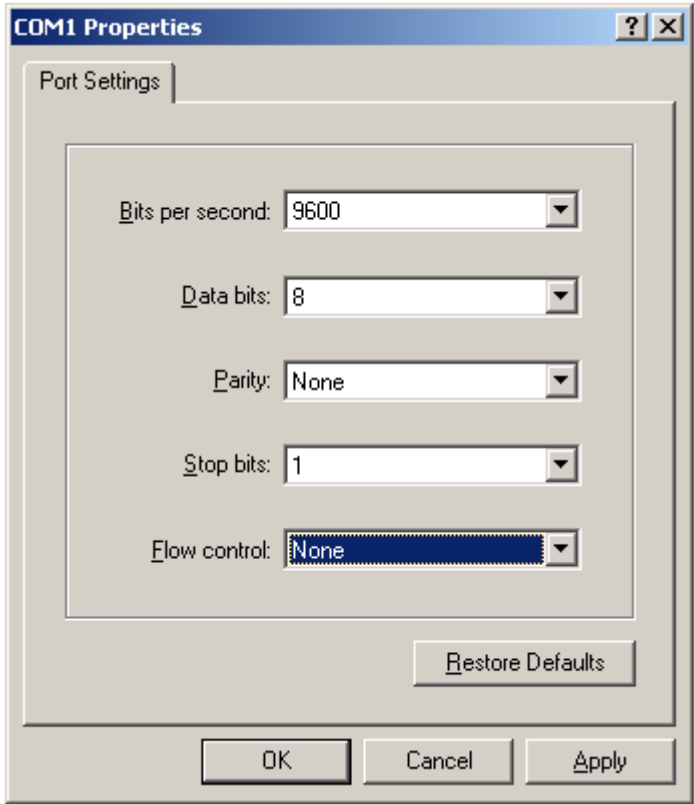 COM1 Properties
Port Settings
Bits per second: 9600
Data bits: 8
Parity: None
Stop bits: 1
Flow control: None
Restore Defaults
OK Cancel Apply